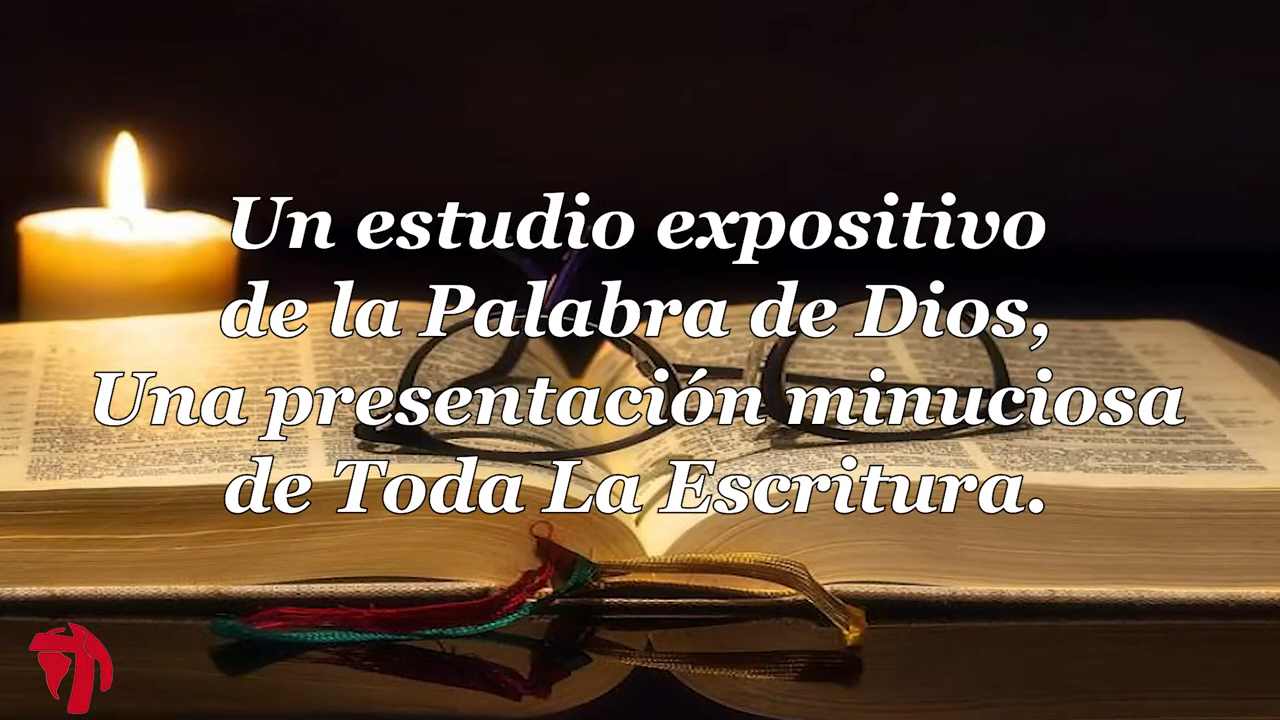 Un estudio expositivo
de la Palabra de Dios,
Una presentación minuciosa
de Toda La Escritura.